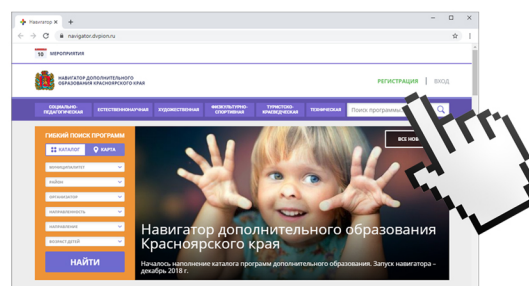 Навигатор
navigator.dvpion.ru
10 МЕРОПРИЯТИЯ
НАВИГАТОР ДОПОЛНИТЕЛЬНОГО
ОБРАЗОВАНИЯ КРАСНОЯРСКОГО КРАЯ
РЕГИСТРАЦИЯ ВХОД
СОЦИАЛЬНО-
ПЕДАГОГИЧЕСКАЯ
ЕСТЕСТВЕННОНАУЧНАЯ
ХУДОЖЕСТВЕННАЯ
ФИЗКУЛЬТУРНО-
СПОРТИВНАЯ
ТУРИСТСКО-
КРАЕВЕДЧЕСКАЯ
ТЕХНИЧЕСКАЯ
Поиск программы
ГИБКИЙ ПОИСК ПРОГРАММ
КАТАЛОГ КАРТА
МУНИЦИПАЛИТЕТ
РАЙОН
ОРГАНИЗАТОР
НАПРАВЛЕННОСТЬ
НАПРАВЛЕНИЕ
ВОЗРАСТ ДЕТЕЙ
НАЙТИ
ВСЕ НОВ
Навигатор дополнительного образования
Красноярского края
Началось наполнение каталога программ дополнительного образования. Запуск навигатора –
декабрь 2018 г.